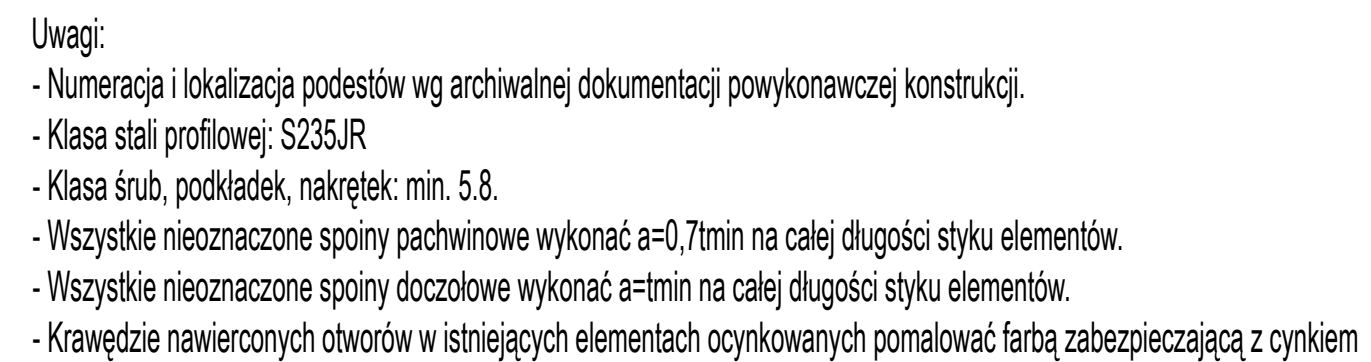 Uwagi:
- Numeracja i lokalizacja podestów wg archiwalnej dokumentacji powykonawczej konstrukcji.
- Klasa stali profilowej: S235JR
- Klasa śrub, podkładek, nakrętek: min. 5.8.
- Wszystkie nieoznaczone spoiny pachwinowe wykonać a=0,7tmin na całej długości styku elementów.
- Wszystkie nieoznaczone spoiny doczołowe wykonać a=tmin na całej długości styku elementów.
- Krawędzie nawierconych otworów w istniejących elementach ocynkowanych pomalować farbą zabezpieczającą z cynkiem